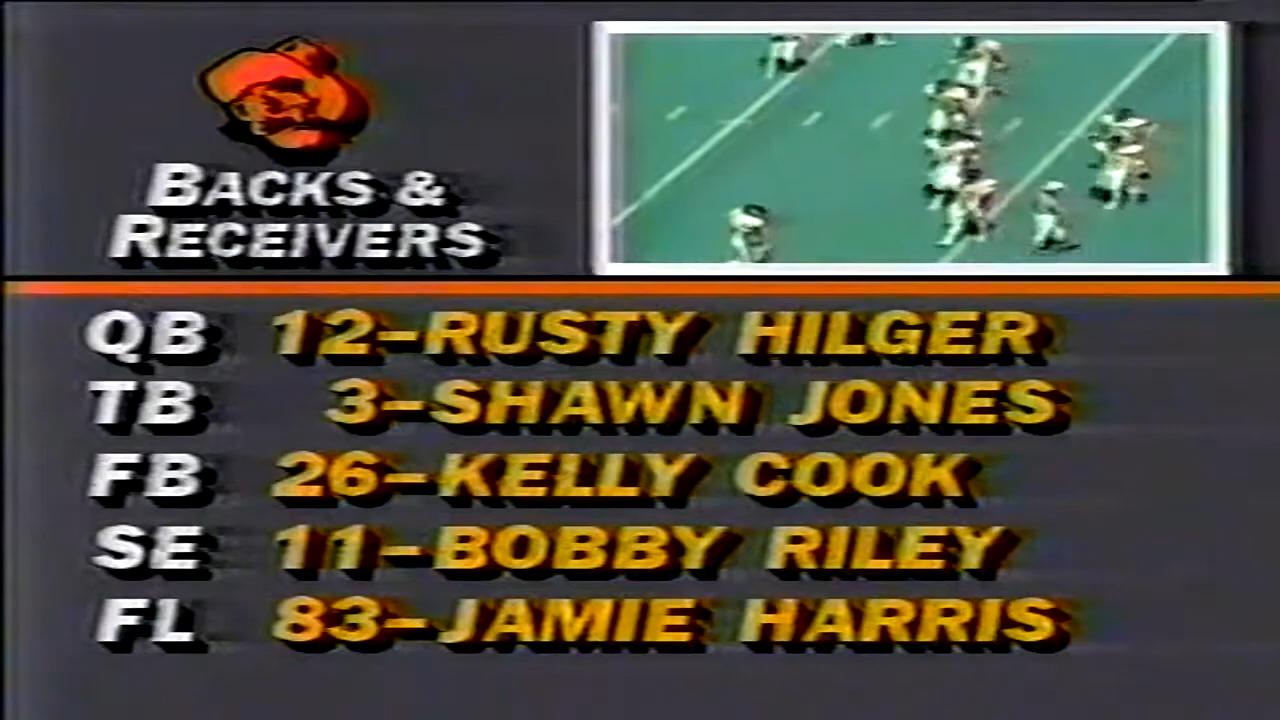 BACKS &
RECEIVERS
QB 12-RUSTY HILGER
TB 3-SHAWN JONES
FB 26-KELLY COOK
SE 11-BOBBY RILEY
FL 83-JAMIE HARRIS